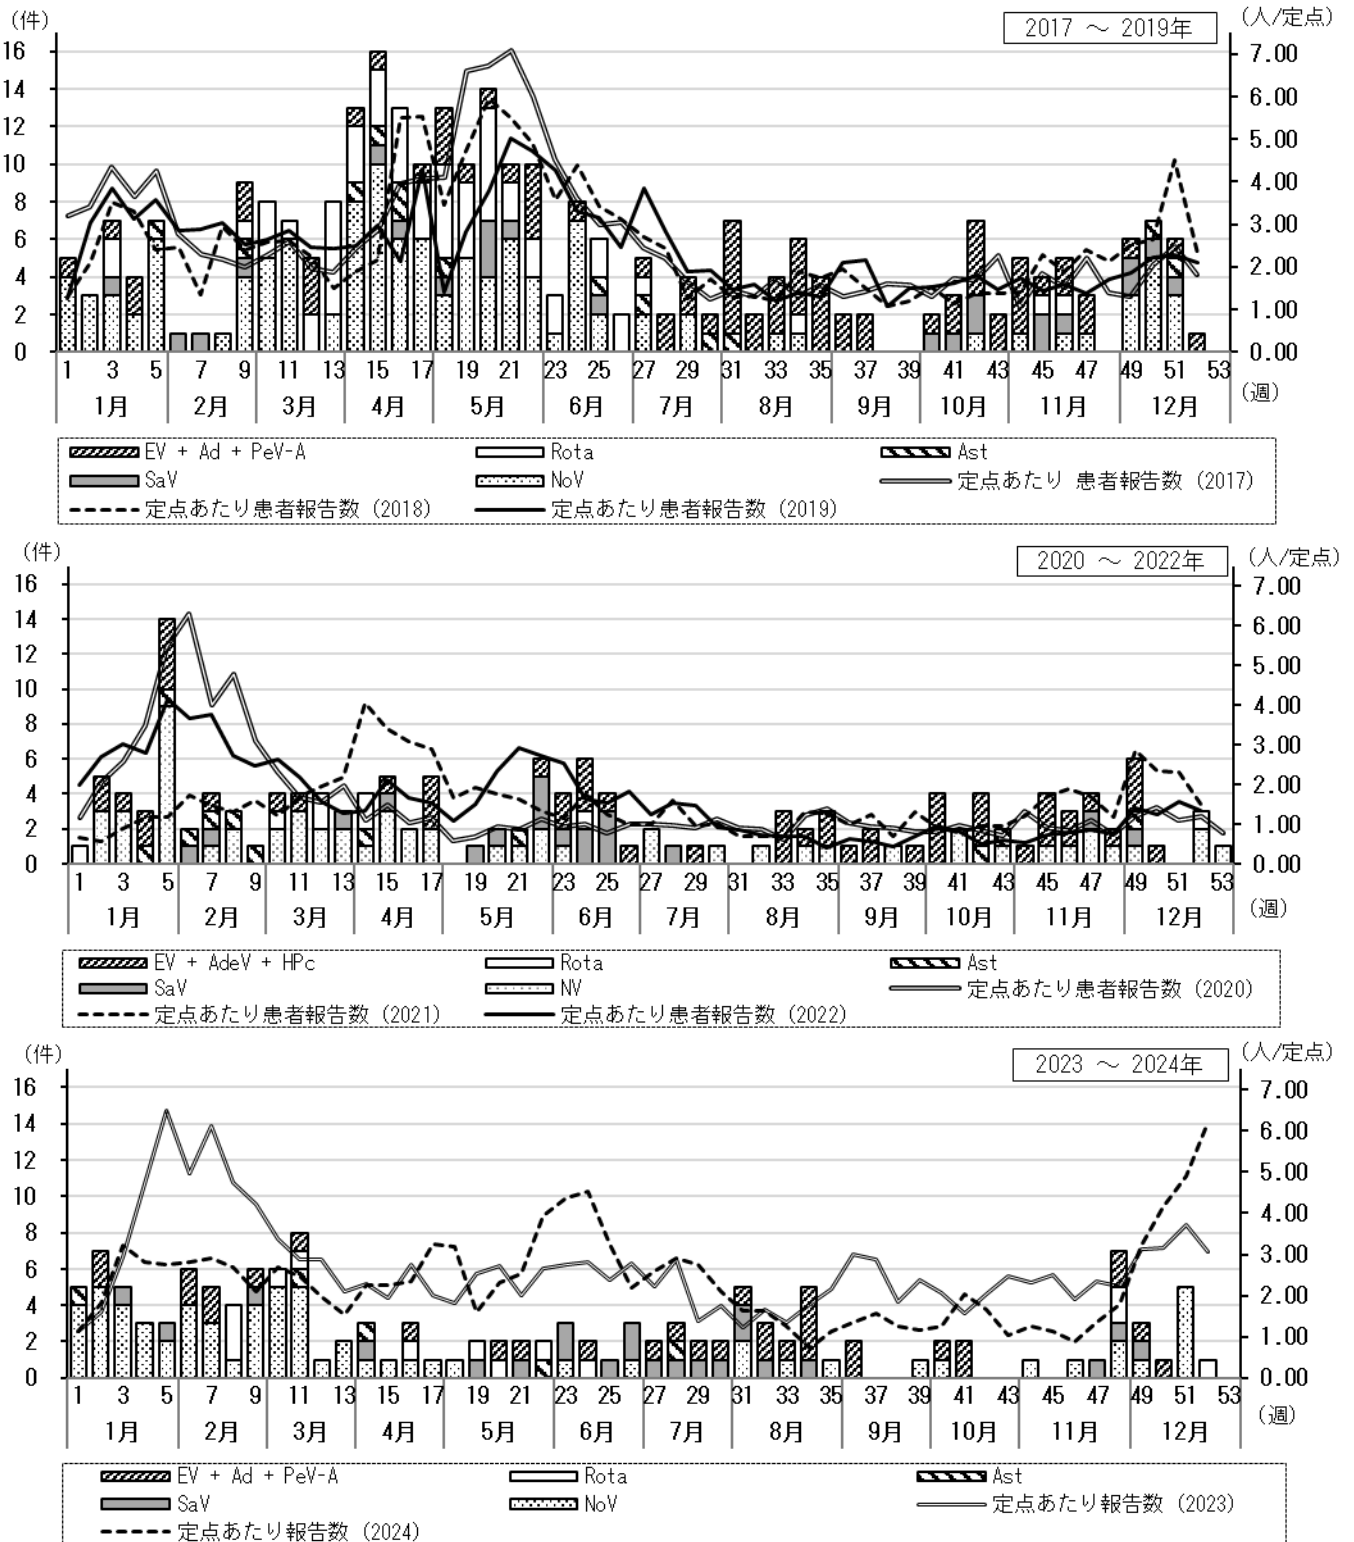 (件) 2017 ～ 2019年 (人/定点)
16 7.00
14 6.00
12 5.00
10 4.00
8 3.00
6 2.00
4 1.00
2 0.00
0
1 3 5 7 9 11 13 15 17 19 21 23 25 27 29 31 33 35 37 39 41 43 45 47 49 51 53
(週)
1月 2月 3月 4月 5月 6月 7月 8月 9月 10月 11月 12月
EV + Ad + PeV-A Rota Ast
SaV NoV 定点あたり 患者報告数 (2017)
定点あたり患者報告数 (2018) 定点あたり患者報告数 (2019)
(件) 2020 ～ 2022年 (人/定点)
16 7.00
14 6.00
12 5.00
10 4.00
8 3.00
6 2.00
4 1.00
2 0.00
0
1 3 5 7 9 11 13 15 17 19 21 23 25 27 29 31 33 35 37 39 41 43 45 47 49 51 53
(週)
1月 2月 3月 4月 5月 6月 7月 8月 9月 10月 11月 12月
EV + AdeV + HPc Rota Ast
SaV NV 定点あたり患者報告数 (2020)
定点あたり患者報告数 (2021) 定点あたり患者報告数 (2022)
(件) 2023 ～ 2024年 (人/定点)
16 7.00
14 6.00
12 5.00
10 4.00
8 3.00
6 2.00
4 1.00
2 0.00
0
1 3 5 7 9 11 13 15 17 19 21 23 25 27 29 31 33 35 37 39 41 43 45 47 49 51 53
(週)
1月 2月 3月 4月 5月 6月 7月 8月 9月 10月 11月 12月
EV + Ad + PeV-A Rota Ast
SaV NoV 定点あたり報告数 (2023)
定点あたり報告数 (2024)